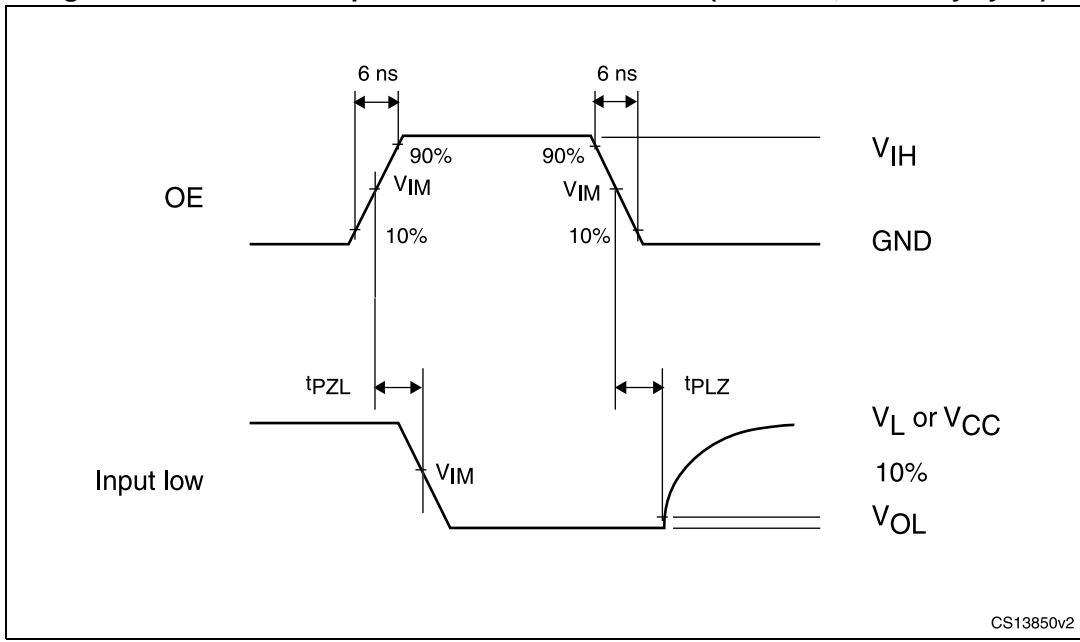 6 ns
6 ns
90%
90%
VIH
OE
VIM
VIM
10%
10%
GND
tPZL
tPLZ
VL or VCC
Input low
VIM
10%
VOL
CS13850v2